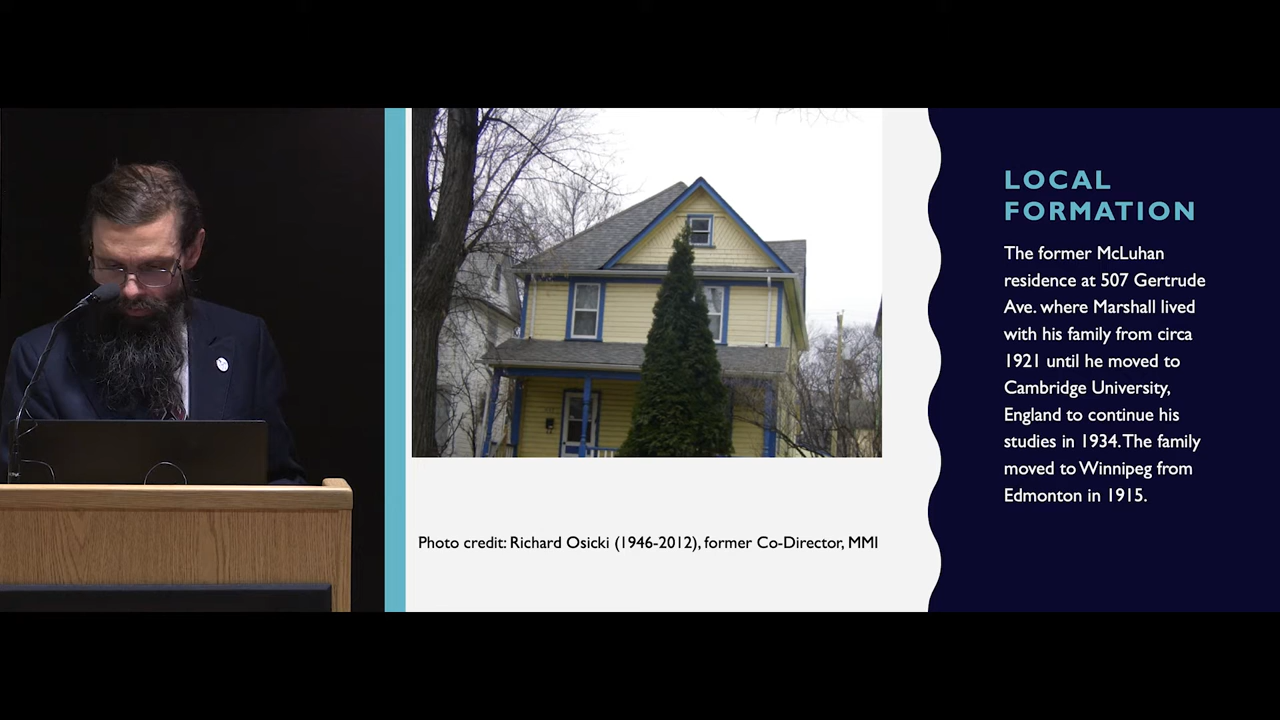 LOCAL
FORMATION
The former McLuhan
residence at 507 Gertrude
Ave. where Marshall lived
with his family from circa
1921 until he moved to
Cambridge University,
England to continue his
studies in 1934. The family
moved to Winnipeg from
Edmonton in 1915.
Photo credit: Richard Osicki (1946-2012), former Co-Director, MMI